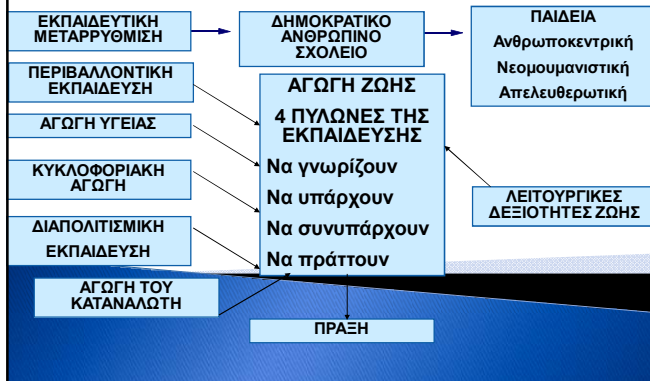 ΕΚΠΑΙΔΕΥΤΙΚΗ
ΜΕΤΑΡΡΥΘΜΙΣΗ
ΔΗΜΟΚΡΑΤΙΚΟ
ΑΝΘΡΩΠΙΝΟ
ΣΧΟΛΕΙΟ
ΠΑΙΔΕΙΑ
Ανθρωποκεντρική
Νεομουμανιστική
Απελευθερωτική
ΠΕΡΙΒΑΛΛΟΝΤΙΚΗ
ΕΚΠΑΙΔΕΥΣΗ
ΑΓΩΓΗ ΥΓΕΙΑΣ
ΚΥΚΛΟΦΟΡΙΑΚΗ
ΑΓΩΓΗ
ΔΙΑΠΟΛΙΤΙΣΜΙΚΗ
ΕΚΠΑΙΔΕΥΣΗ
ΑΓΩΓΗ ΤΟΥ
ΚΑΤΑΝΑΛΩΤΗ
ΑΓΩΓΗ ΖΩΗΣ
4 ΠΥΛΩΝΕΣ ΤΗΣ
ΕΚΠΑΙΔΕΥΣΗΣ
Να γνωρίζουν
Να υπάρχουν
Να συνυπάρχουν
Να πράττουν
ΛΕΙΤΟΥΡΓΙΚΕΣ
ΔΕΞΙΟΤΗΤΕΣ ΖΩΗΣ
ΠΡΑΞΗ